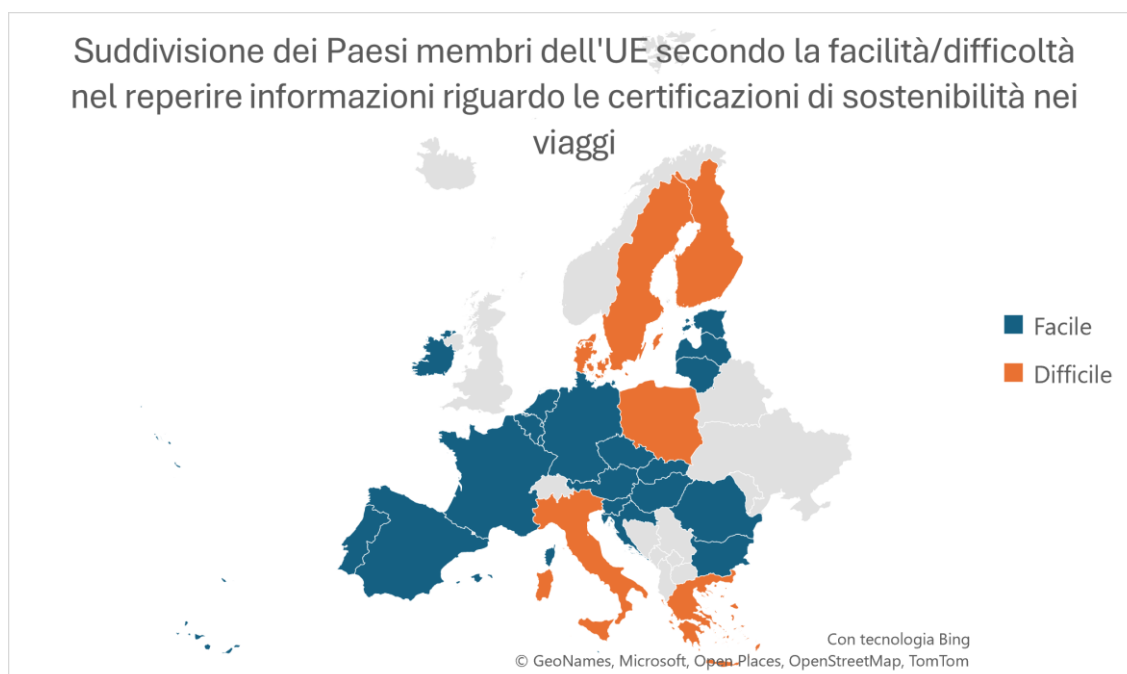 Suddivisione dei Paesi membri dell'UE secondo la facilità/difficoltà
nel reperire informazioni riguardo le certificazioni di sostenibilità nei
viaggi
Facile
Difficile
Con tecnologia Bing
© GeoNames, Microsoft, Open Places, OpenStreetMap, TomTom